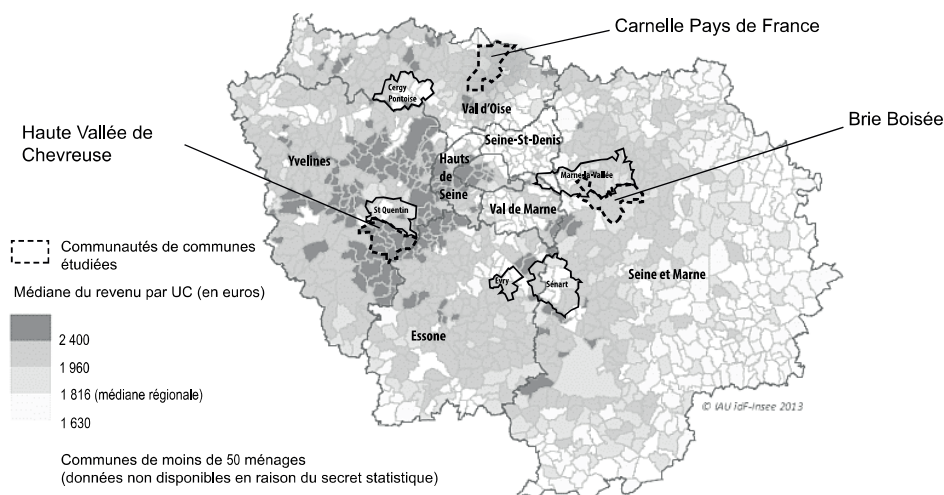 Carnelle Pays de France
Cergy
Pontoise
Val d'Oise
Brie Boisée
Haute Vallée de
Chevreuse
Seine-St-Denis
Yvelines
Hauts
de
Seine
Marne-la-Vallée
St Quentin
Val de Marne
Communautés de communes
étudiées
Seine et Marne
Evry
Sénart
Médiane du revenu par UC (en euros)
Essone
2 400
1 960
1 816 (médiane régionale)
1 630
© IAU îdF-Insee 2013
Communes de moins de 50 ménages
(données non disponibles en raison du secret statistique)